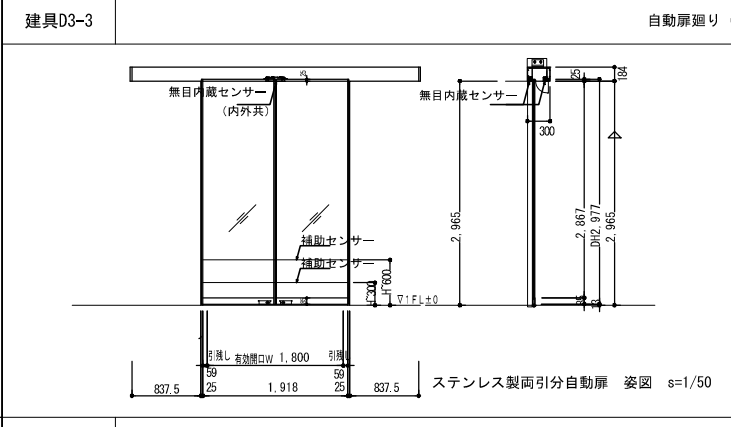 建具D3-3
自動扉廻り
無目内蔵センサー
(内外共)
無目内蔵センサー
25
184
300
2,965
2,867
DH2,977
2,965
補助センサー
補助センサー
H~300
H~600
▽1FL±0
13
引残し 有効開口W 1,800 引残し
59
59
837.5
25
1,918
25
837.5
ステンレス製両引分自動扉 姿図 s=1/50